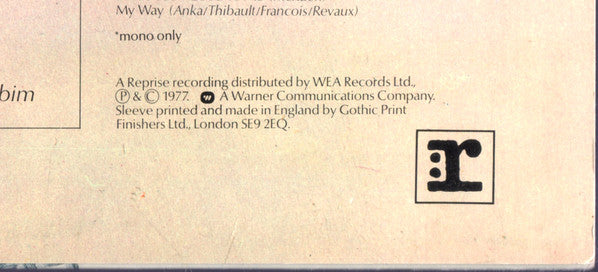 My Way (Anka/Thibault/Francois/Revaux)
*mono only
bim
A Reprise recording distributed by WEA Records Ltd.,
Ⓟ & © 1977. A Warner Communications Company.
Sleeve printed and made in England by Gothic Print
Finishers Ltd., London SE9 2EQ.
:r